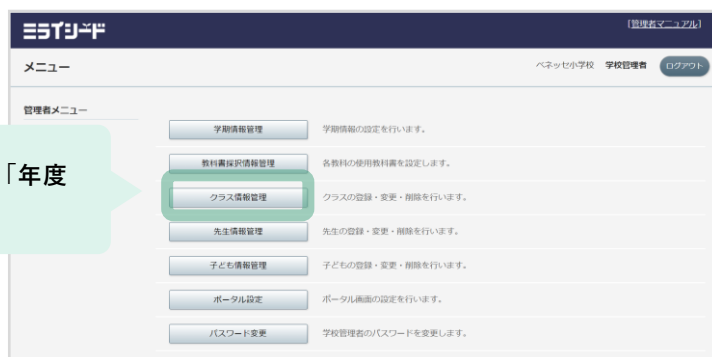 ミライシード
[管理者マニュアル]
メニュー
ベネッセ小学校 学校管理者 ログアウト
管理者メニュー
学期情報管理 学期情報の設定を行います。
教科書採択情報管理 各教科の使用教科書を設定します。
「年度
クラス情報管理 クラスの登録・変更・削除を行います。
先生情報管理 先生の登録・変更・削除を行います。
子ども情報管理 子どもの登録・変更・削除を行います。
ポータル設定 ポータル画面の設定を行います。
パスワード変更 学校管理者のパスワードを変更します。